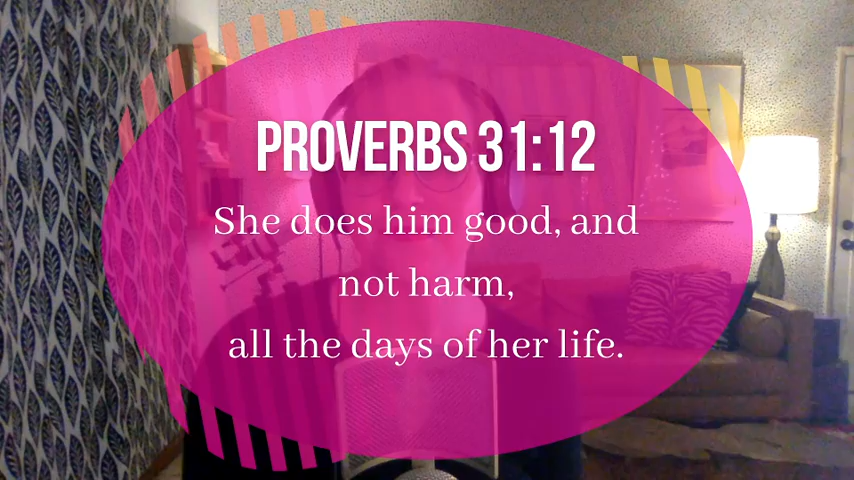 PROVERBS 31:12
She does him good, and
not harm,
all the days of her life.